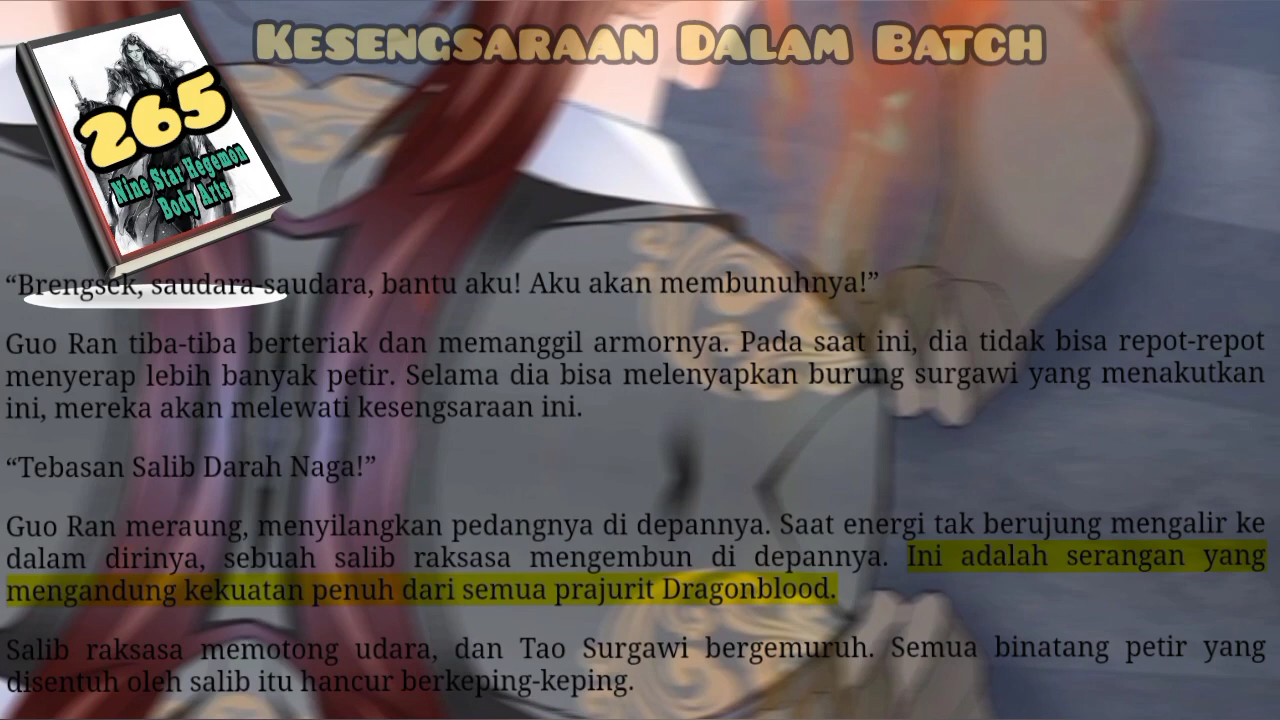 Kesengsaraan Dalam Batch
265
Nine Star Hegemon
Body Arts
“Brengsek, saudara-saudara, bantu aku! Aku akan membunuhnya!”
Guo Ran tiba-tiba berteriak dan memanggil armornya. Pada saat ini, dia tidak bisa repot-repot
menyerap lebih banyak petir. Selama dia bisa melenyapkan burung surgawi yang menakutkan
ini, mereka akan melewati kesengsaraan ini.
“Tebasan Salib Darah Naga!”
Guo Ran meraung, menyilangkan pedangnya di depannya. Saat energi tak berujung mengalir ke
dalam dirinya, sebuah salib raksasa mengembun di depannya. Ini adalah serangan yang
mengandung kekuatan penuh dari semua prajurit Dragonblood.
Salib raksasa memotong udara, dan Tao Surgawi bergemuruh. Semua binatang petir yang
disentuh oleh salib itu hancur berkeping-keping.